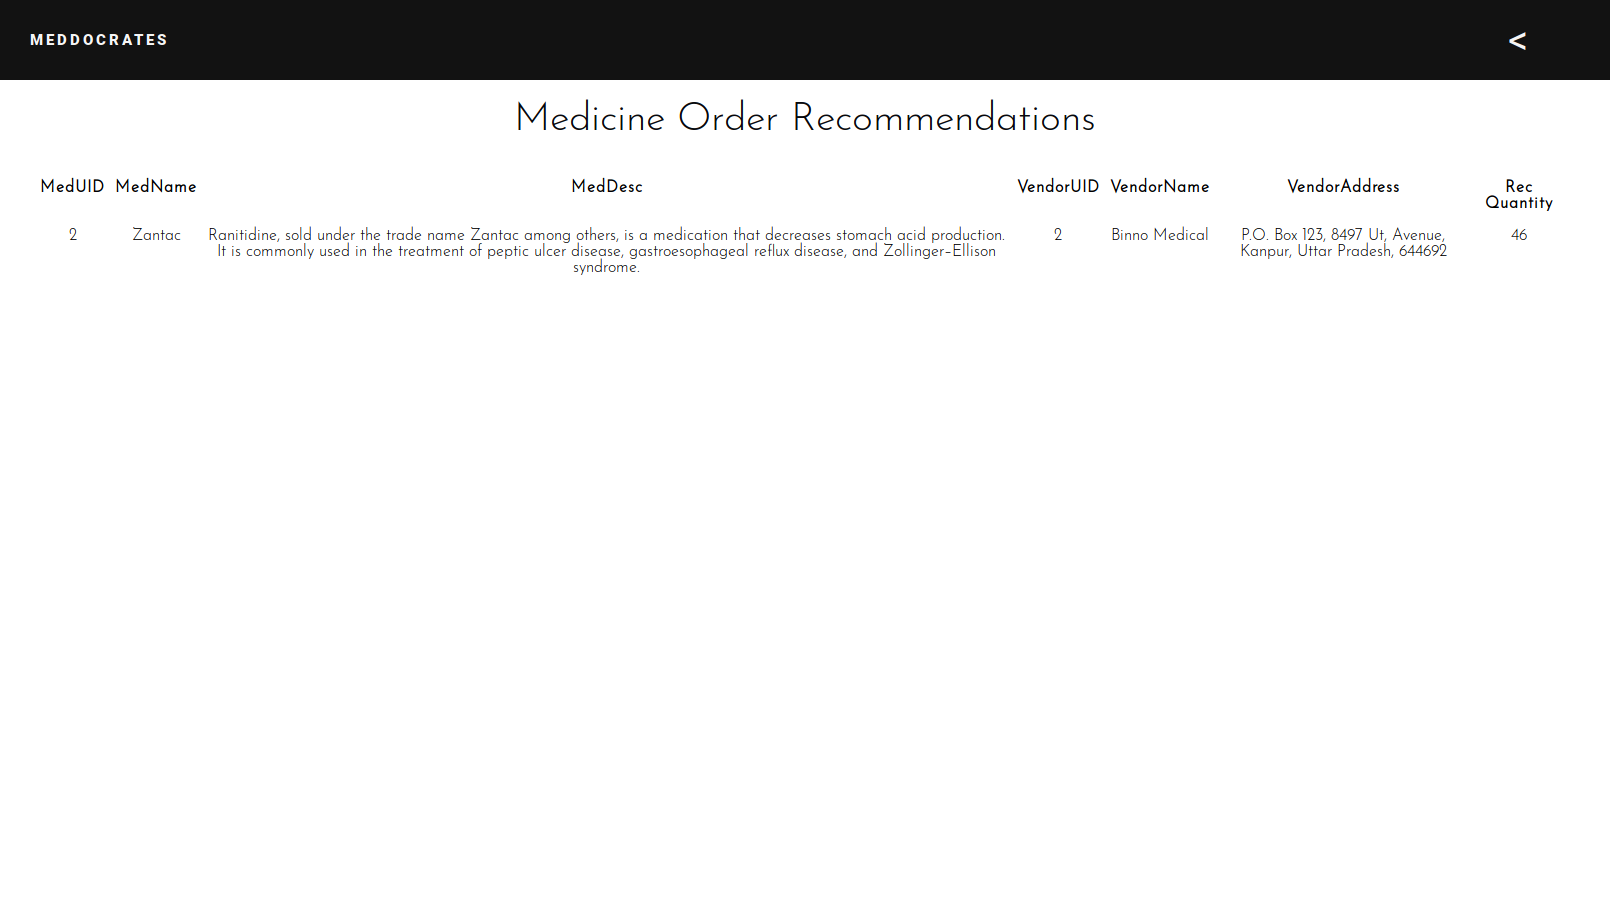 MEDDOCRATES <
Medicine Order Recommendations
MedUID MedName MedDesc VendorUID VendorName VendorAddress Rec
Quantity
2 Zantac Ranitidine, sold under the trade name Zantac among others, is a medication that decreases stomach acid production. 2 Binno Medical P.O. Box 123, 8497 Ut, Avenue, 46
It is commonly used in the treatment of peptic ulcer disease, gastroesophageal reflux disease, and Zollinger–Ellison Kanpur, Uttar Pradesh, 644692
syndrome.